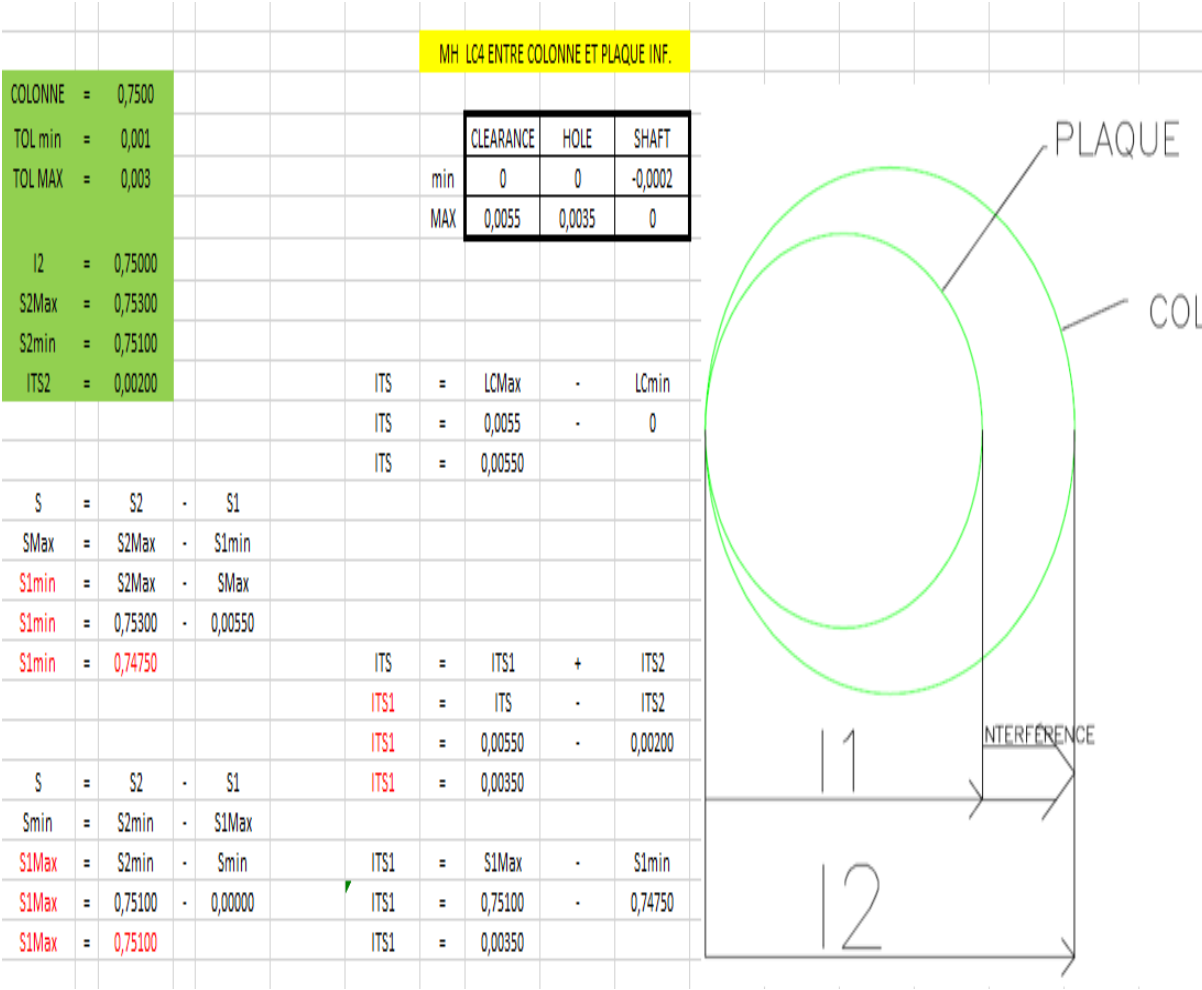 MH LC4 ENTRE COLONNE ET PLAQUE INF.
COLONNE = 0,7500
TOL min = 0,001
TOL MAX = 0,003
I2 = 0,75000
S2Max = 0,75300
S2min = 0,75100
ITS2 = 0,00200
CLEARANCE HOLE SHAFT
min 0 0 -0,0002
MAX 0,0055 0,0035 0
ITS = LCMax - LCmin
ITS = 0,0055 - 0
ITS = 0,00550
S = S2 - S1
SMax = S2Max - S1min
S1min = S2Max - SMax
S1min = 0,75300 - 0,00550
S1min = 0,74750
ITS = ITS1 + ITS2
ITS1 = ITS - ITS2
ITS1 = 0,00550 - 0,00200
ITS1 = 0,00350
S = S2 - S1
Smin = S2min - S1Max
S1Max = S2min - Smin
S1Max = 0,75100 - 0,00000
S1Max = 0,75100
ITS1 = S1Max - S1min
ITS1 = 0,75100 - 0,74750
ITS1 = 0,00350
PLAQUE
COL
NTERFÉRENCE
I1
I2